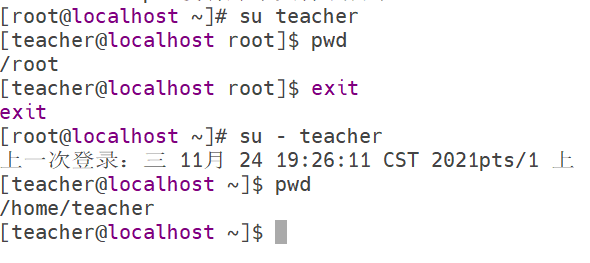 [root@localhost ~]# su teacher
[teacher@localhost root]$ pwd
/root
[teacher@localhost root]$ exit
exit
[root@localhost ~]# su - teacher
上一次登录：三 11月 24 19:26:11 CST 2021pts/1 上
[teacher@localhost ~]$ pwd
/home/teacher
[teacher@localhost ~]$